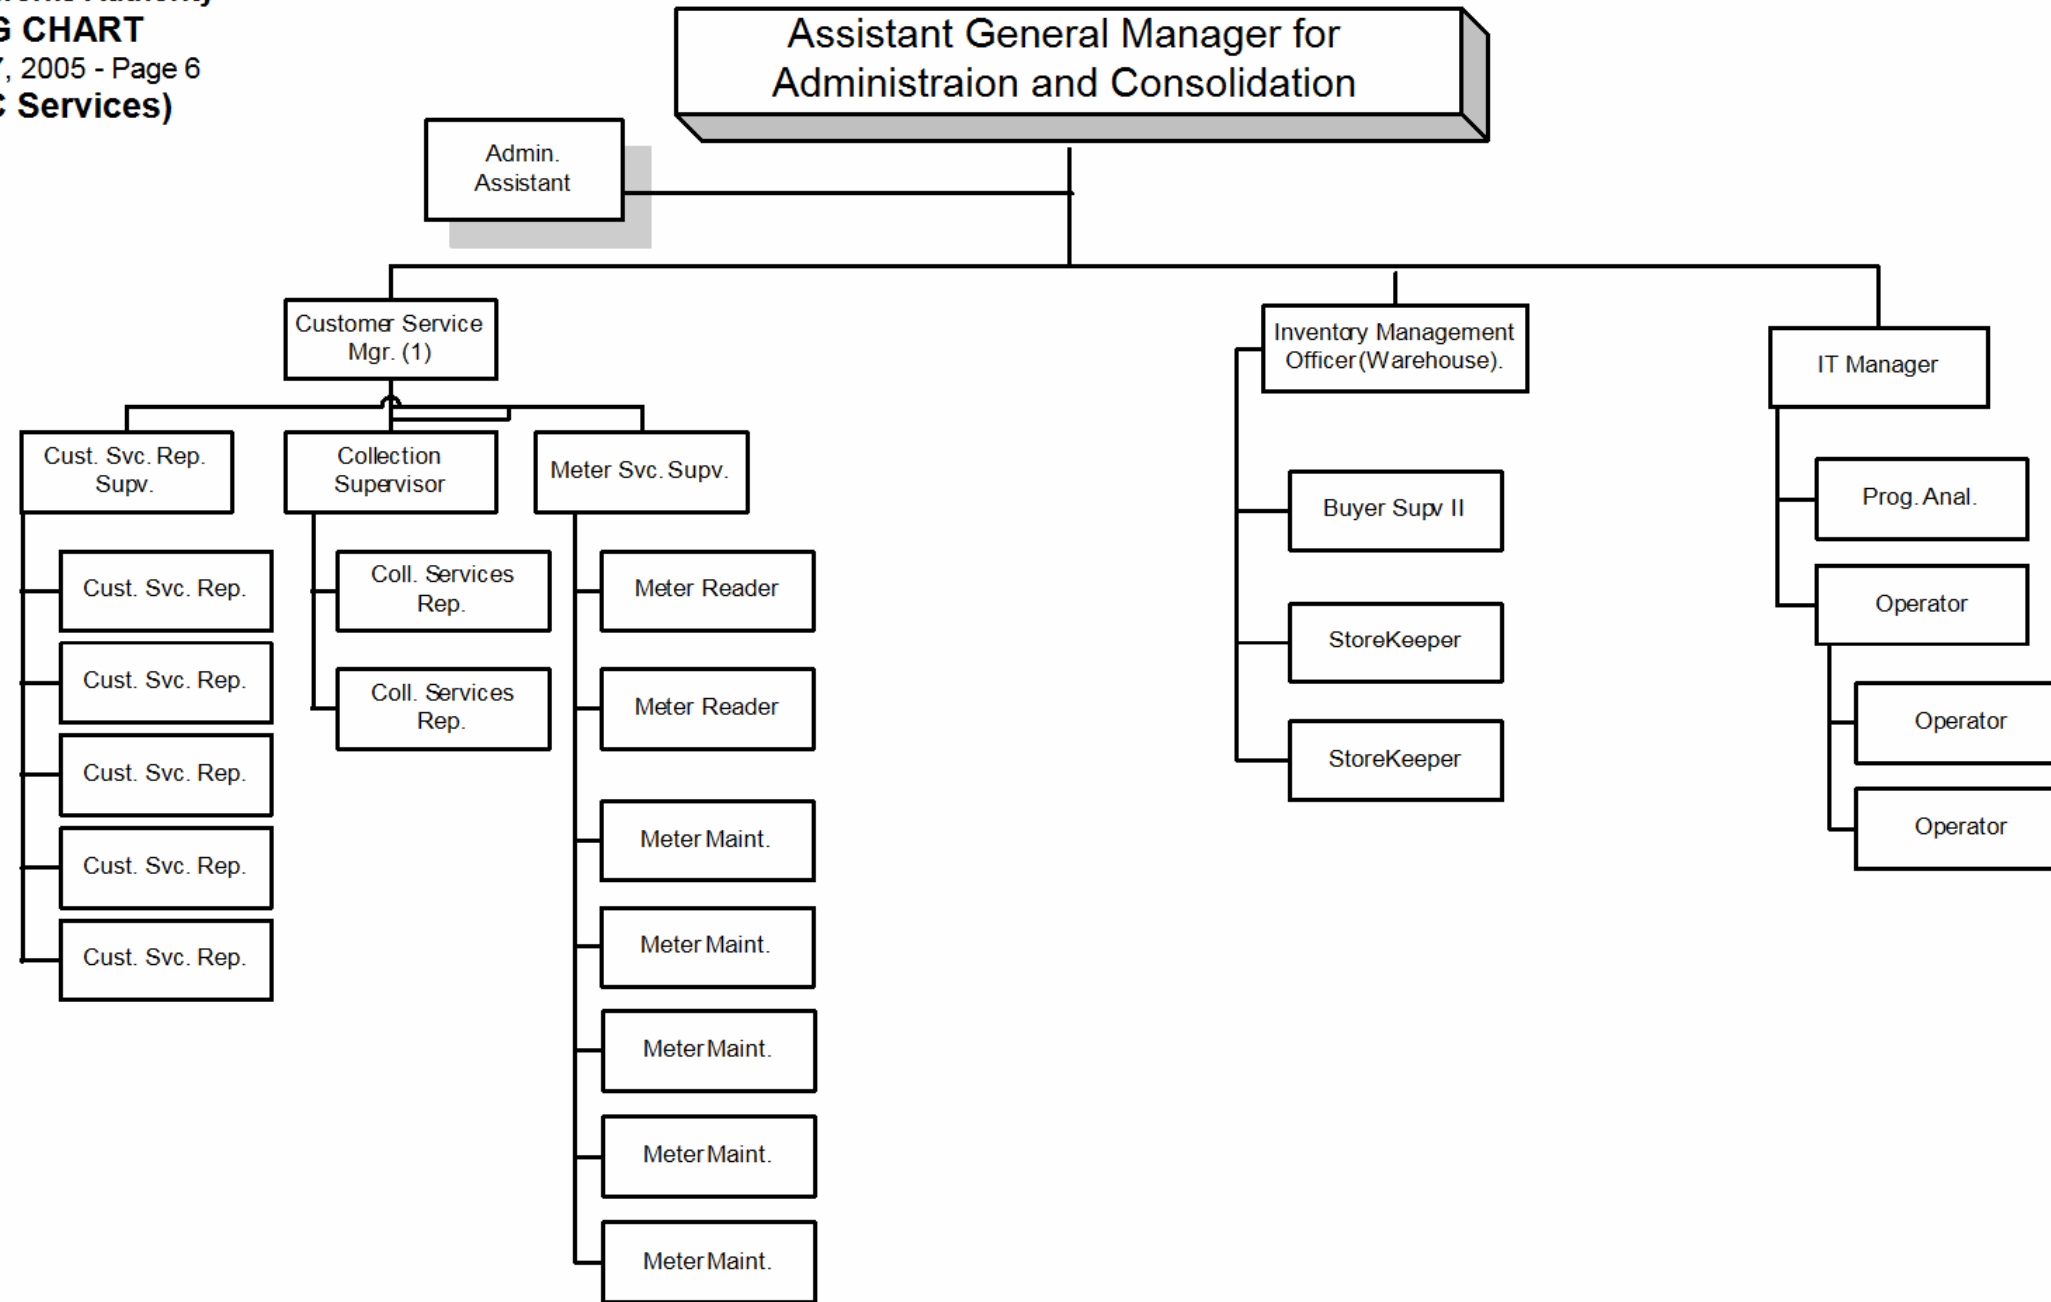 G CHART
, 2005 - Page 6
C Services)
Assistant General Manager for
Administraion and Consolidation
Admin.
Assistant
Customer Service
Mgr. (1)
Inventory Management
Officer (Warehouse).
IT Manager
Cust. Svc. Rep.
Supv.
Collection
Supervisor
Meter Svc. Supv.
Buyer Supv II
Prog. Anal.
Cust. Svc. Rep.
Coll. Services
Rep.
Meter Reader
StoreKeeper
Operator
Cust. Svc. Rep.
Coll. Services
Rep.
Meter Reader
StoreKeeper
Operator
Cust. Svc. Rep.
Meter Maint.
Operator
Cust. Svc. Rep.
Meter Maint.
Cust. Svc. Rep.
Meter Maint.
Meter Maint.
Meter Maint.